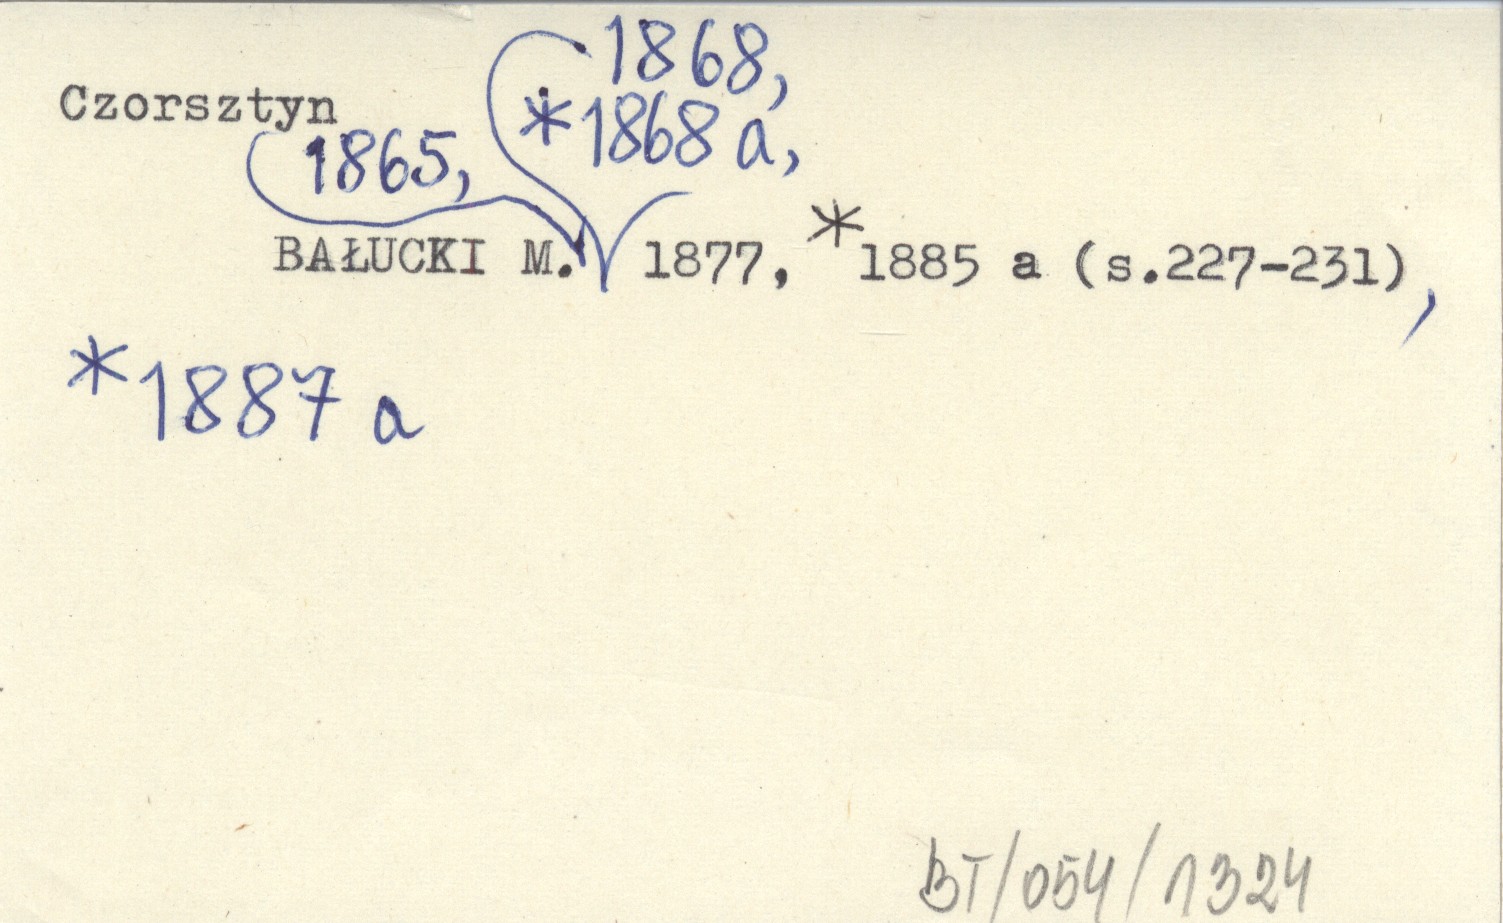 1868,
Czorsztyn
*1868 a,
1865,
BAŁUCKI M. 1877, *1885 a (s.227-231),
*1887 a
BT/054/1324